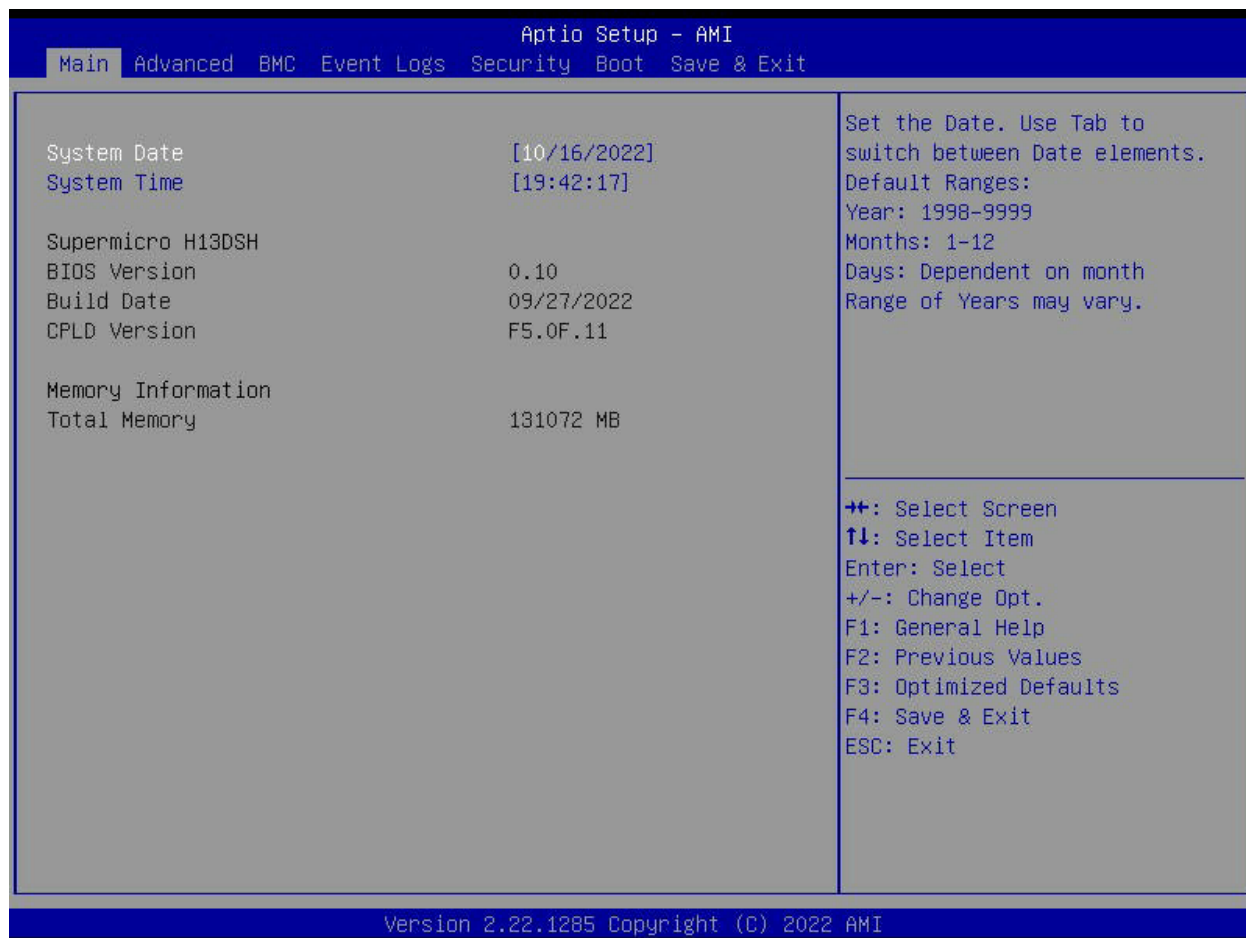 Aptio Setup – AMI
Main Advanced BMC Event Logs Security Boot Save & Exit
System Date [10/16/2022]
System Time [19:42:17]
Supermicro H13DSH
BIOS Version 0.10
Build Date 09/27/2022
CPLD Version F5.0F.11
Memory Information
Total Memory 131072 MB
Set the Date. Use Tab to
switch between Date elements.
Default Ranges:
Year: 1998-9999
Months: 1-12
Days: Dependent on month
Range of Years may vary.
→←: Select Screen
↑↓: Select Item
Enter: Select
+/-: Change Opt.
F1: General Help
F2: Previous Values
F3: Optimized Defaults
F4: Save & Exit
ESC: Exit
Version 2.22.1285 Copyright (C) 2022 AMI